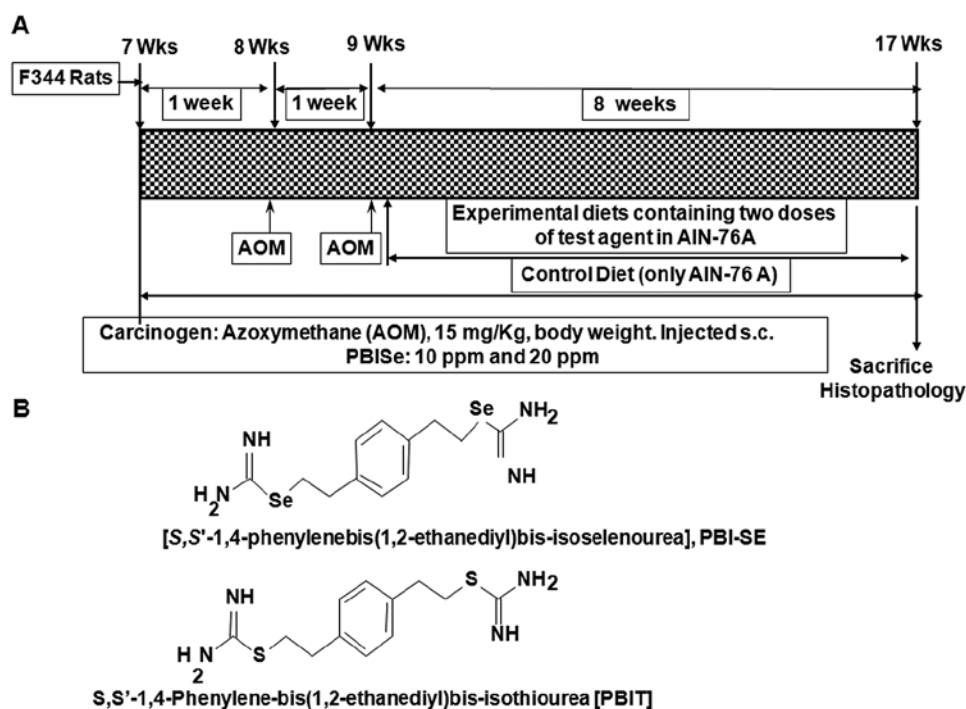 A
7 Wks 8 Wks 9 Wks 17 Wks
F344 Rats
1 week 1 week 8 weeks
AOM AOM
Experimental diets containing two doses
of test agent in AIN-76A
Control Diet (only AIN-76 A)
Carcinogen: Azoxymethane (AOM), 15 mg/Kg, body weight. Injected s.c.
PBISe: 10 ppm and 20 ppm
Sacrifice
Histopathology
B
Se NH2
NH
NH
H2N Se
[S,S'-1,4-phenylenebis(1,2-ethanediyl)bis-isoselenourea], PBI-SE
S NH2
NH
NH
H2N S
S,S’-1,4-Phenylene-bis(1,2-ethanediyl)bis-isothiourea [PBIT]